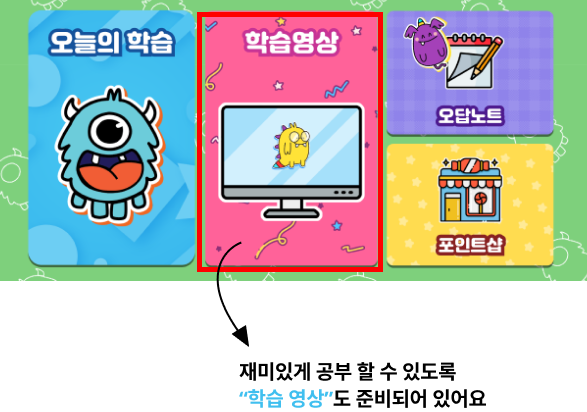 오늘의 학습
학습영상
오답노트
포인트샵
재미있게 공부 할 수 있도록
“학습 영상”도 준비되어 있어요